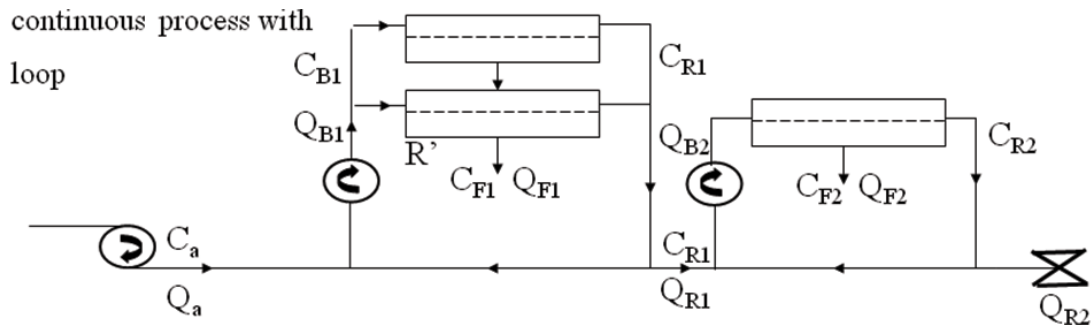 continuous process with
loop
C_B1
C_R1
Q_B1
R’
C_F1 Q_F1
Q_B2
C_R2
C_F2 Q_F2
C_a
Q_a
C_R1
Q_R1
Q_R2